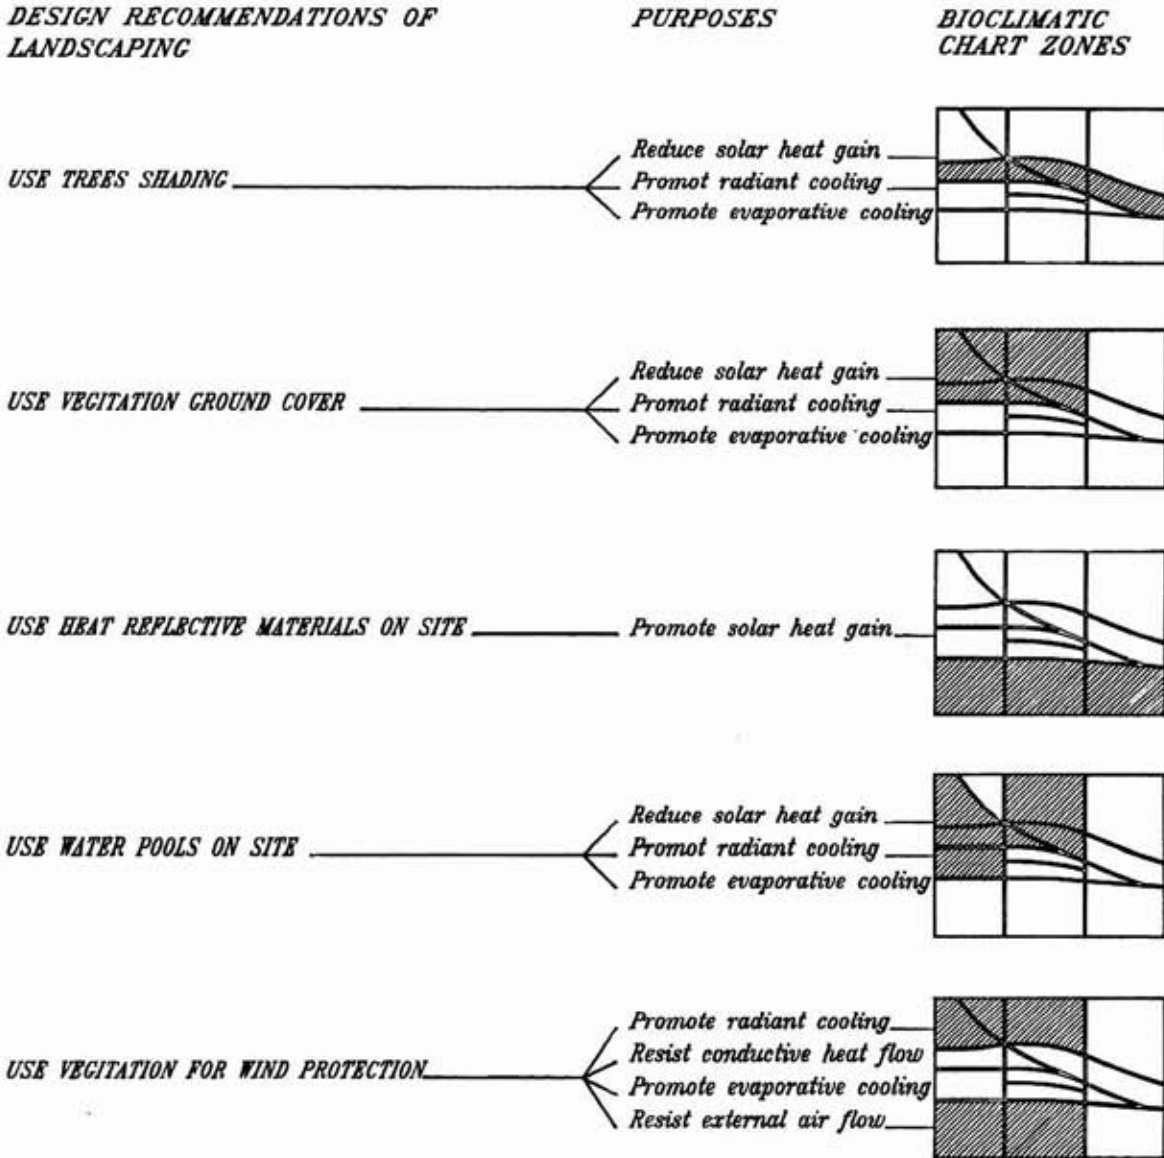 DESIGN RECOMMENDATIONS OF
LANDSCAPING
PURPOSES
BIOCLIMATIC
CHART ZONES
USE TREES SHADING
Reduce solar heat gain
Promot radiant cooling
Promote evaporative cooling
USE VEGITATION GROUND COVER
Reduce solar heat gain
Promot radiant cooling
Promote evaporative cooling
USE HEAT REFLECTIVE MATERIALS ON SITE
Promote solar heat gain
USE WATER POOLS ON SITE
Reduce solar heat gain
Promot radiant cooling
Promote evaporative cooling
USE VEGITATION FOR WIND PROTECTION
Promote radiant cooling
Resist conductive heat flow
Promote evaporative cooling
Resist external air flow